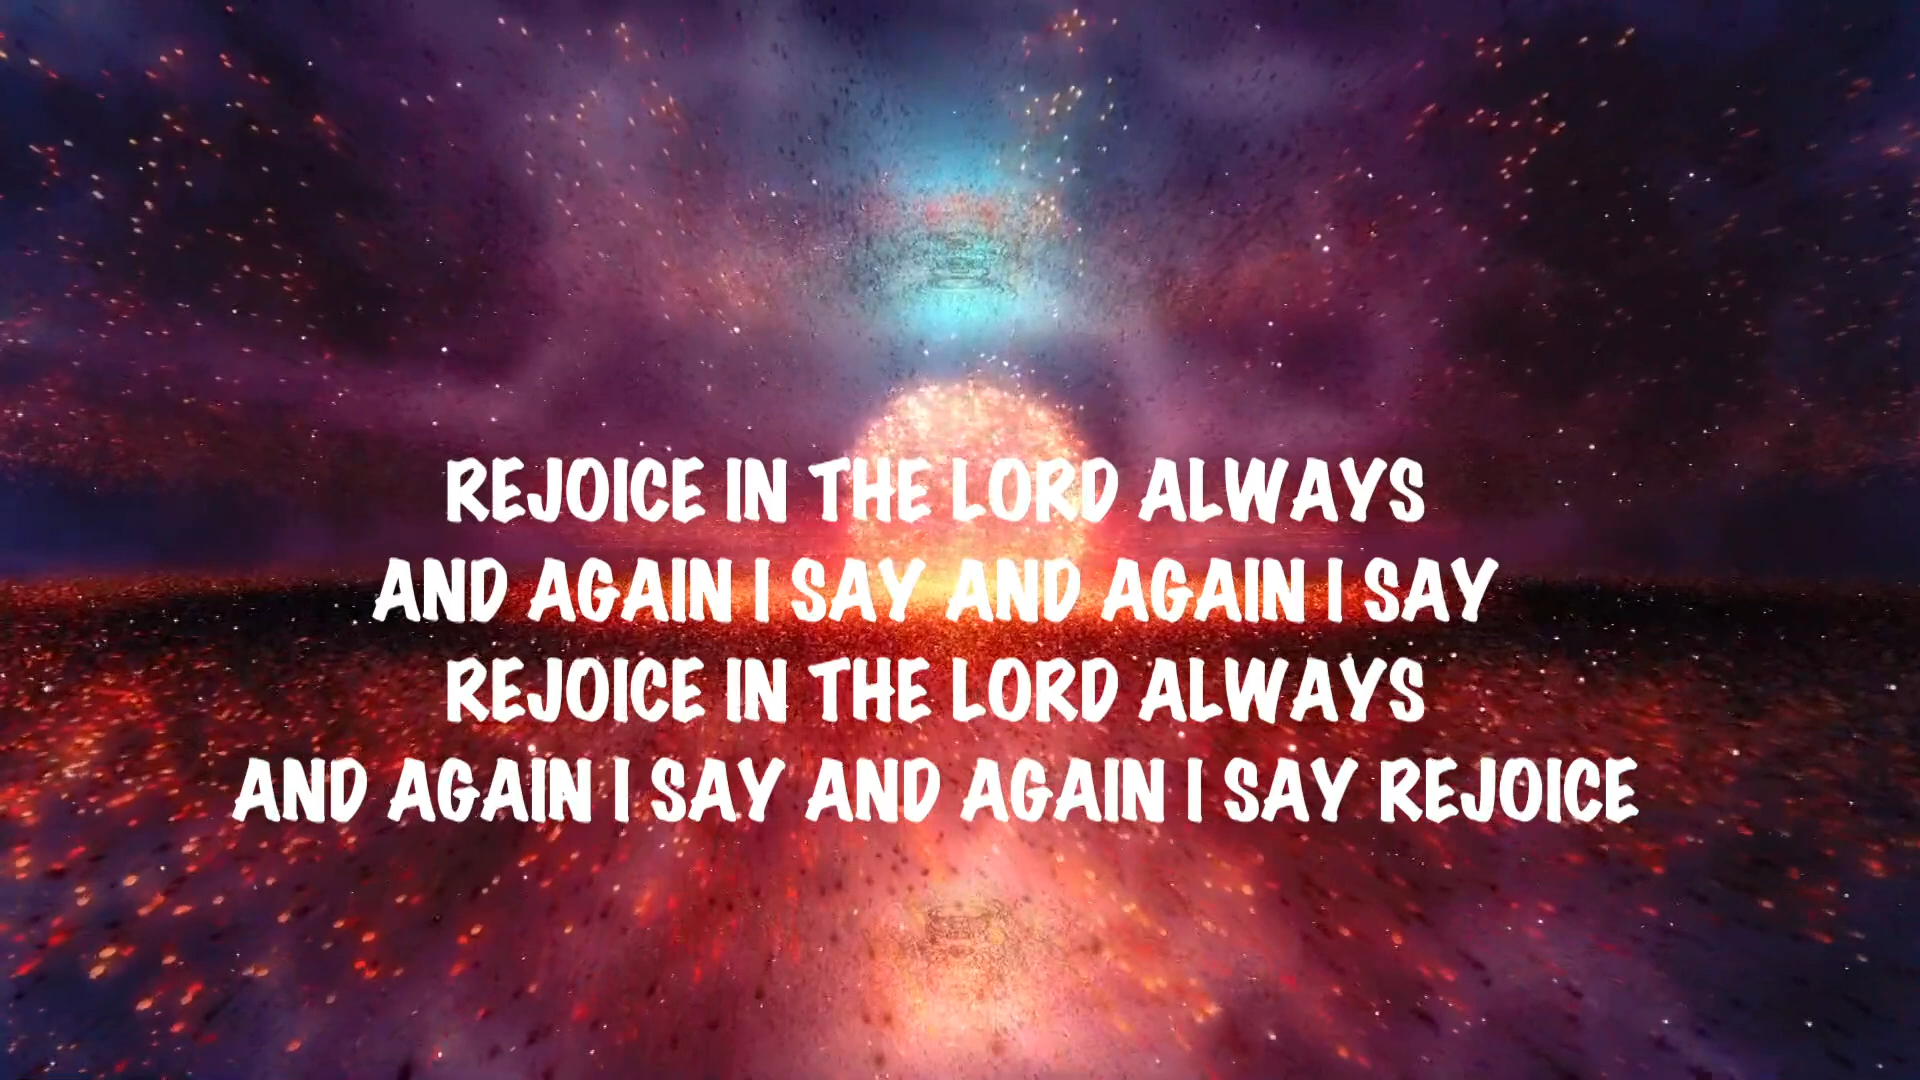 REJOICE IN THE LORD ALWAYS
AND AGAIN I SAY AND AGAIN I SAY
REJOICE IN THE LORD ALWAYS
AND AGAIN I SAY AND AGAIN I SAY REJOICE